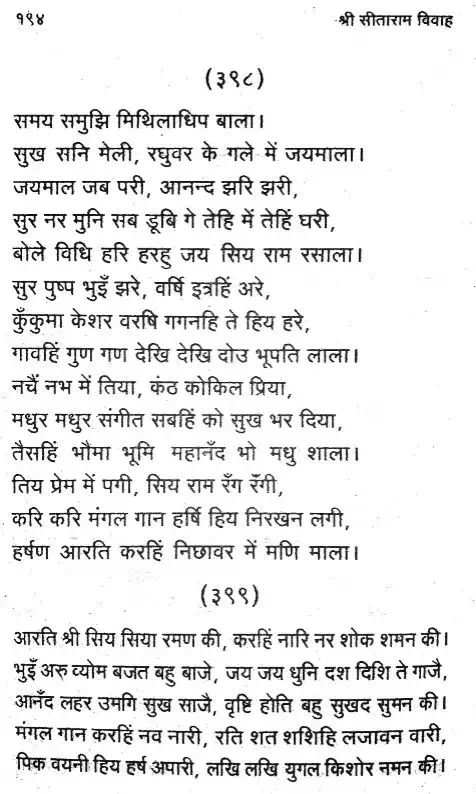 १९४ श्री सीताराम विवाह
(३९८)
समय समुझि मिथिलाधिप बाला।
सुख सनि मेली, रघुवर के गले में जयमाला।
जयमाल जब परी, आनन्द झरि झरी,
सुर नर मुनि सब डूबि गे तेहि में तेहिं घरी,
बोले विधि हरि हरहु जय सिय राम रसाला।
सुर पुष्प भुइँ झरे, वर्षि इत्रहिं अरे,
कुँकुमा केशर वरषि गगनहि ते हिय हरे,
गावहिं गुण गण देखि देखि दोउ भूपति लाला।
नचैं नभ में तिया, कंठ कोकिल प्रिया,
मधुर मधुर संगीत सबहिं को सुख भर दिया,
तैसहिं भौमा भूमि महानँद भो मधु शाला।
तिय प्रेम में पगी, सिय राम रँग रँगी,
करि करि मंगल गान हर्षि हिय निरखन लगी,
हर्षण आरति करहिं निछावर में मणि माला।
(३९९)
आरति श्री सिय सिया रमण की, करहिं नारि नर शोक शमन की।
भुइँ अरु व्योम बजत बहु बाजे, जय जय धुनि दश दिशि ते गाजै,
आनँद लहर उमगि सुख साजै, वृष्टि होति बहु सुखद सुमन की।
मंगल गान करहिं नव नारी, रति शत शशिहि लजावन वारी,
पिक वयनी हिय हर्ष अपारी, लखि लखि युगल किशोर नमन की।